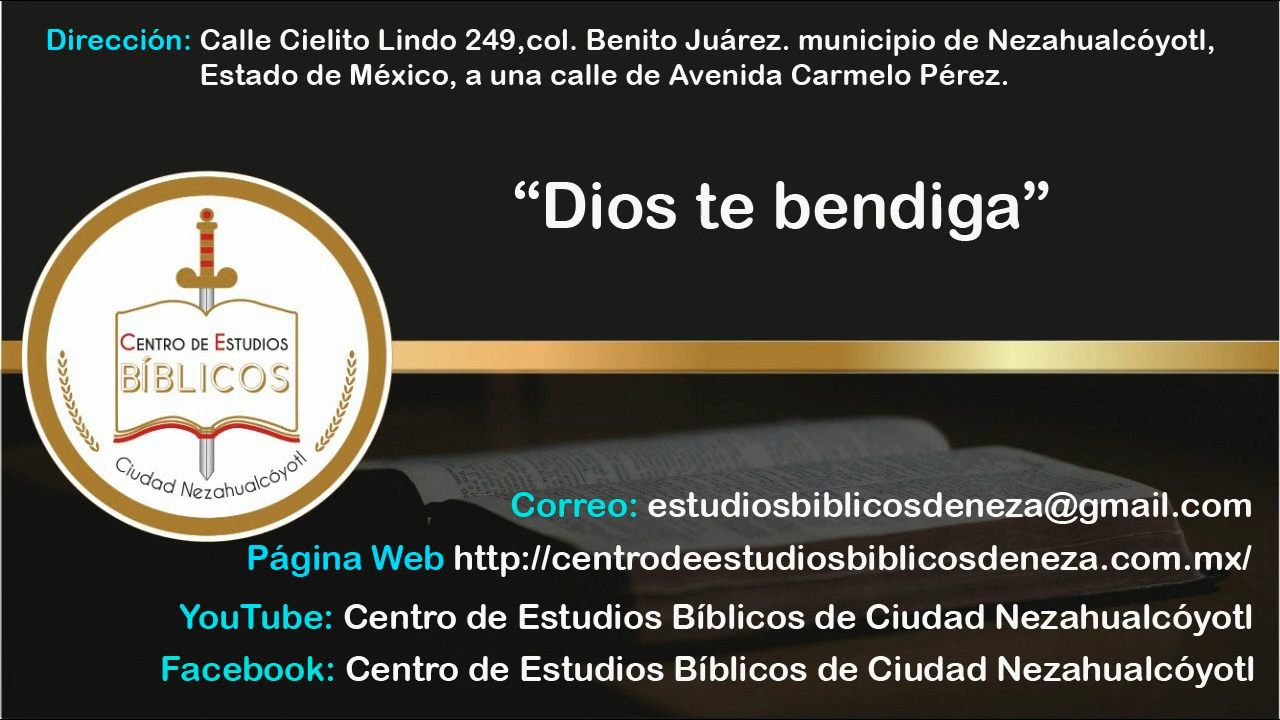 Dirección: Calle Cielito Lindo 249,col. Benito Juárez. municipio de Nezahualcóyotl,
Estado de México, a una calle de Avenida Carmelo Pérez.
“Dios te bendiga”
CENTRO DE ESTUDIOS
BÍBLICOS
Ciudad Nezahualcóyotl
Correo: estudiosbiblicosdeneza@gmail.com
Página Web http://centrodeestudiosbiblicosdeneza.com.mx/
YouTube: Centro de Estudios Bíblicos de Ciudad Nezahualcóyotl
Facebook: Centro de Estudios Bíblicos de Ciudad Nezahualcóyotl